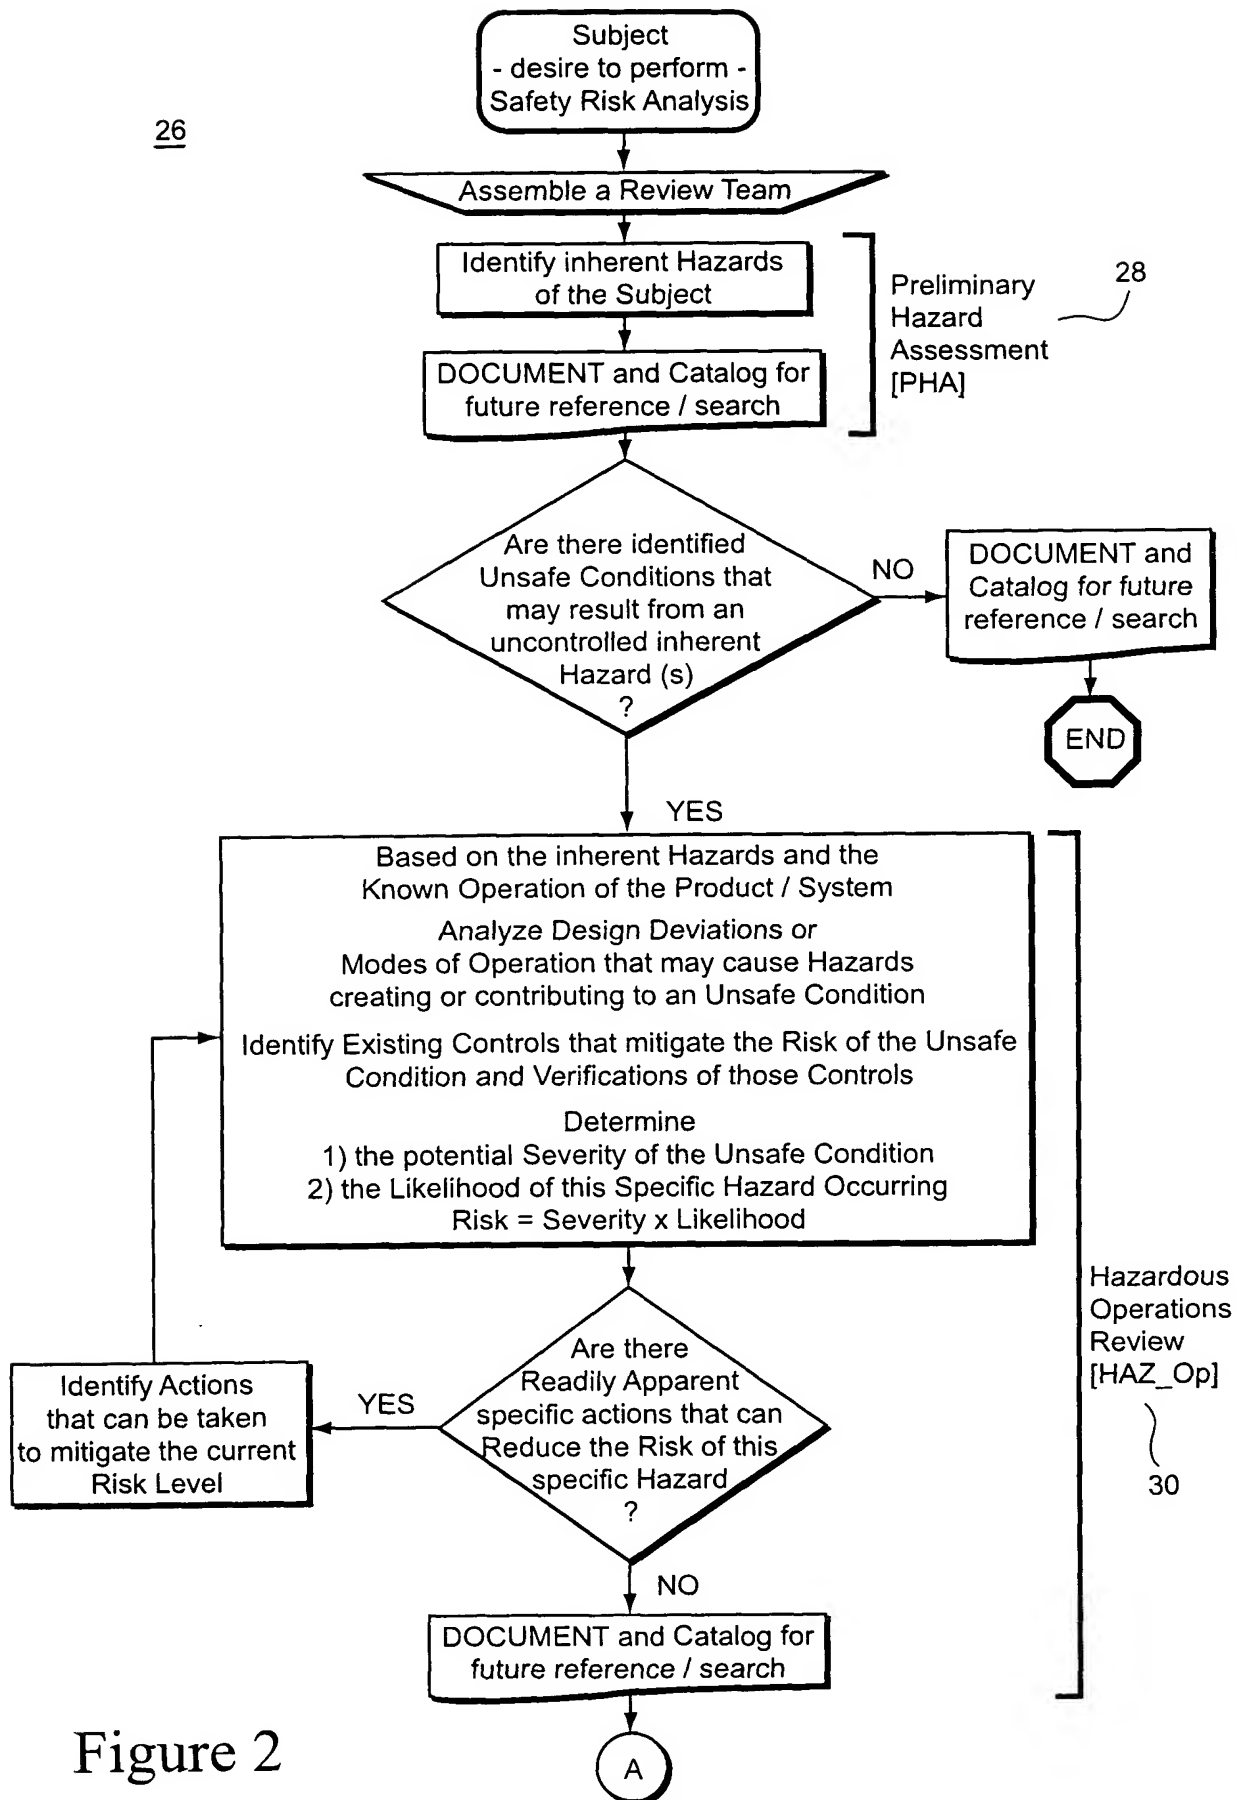 Subject
- desire to perform -
Safety Risk Analysis
26
Assemble a Review Team
Identify inherent Hazards
of the Subject
Preliminary
Hazard
Assessment
[PHA]
28
DOCUMENT and Catalog for
future reference / search
Are there identified
Unsafe Conditions that
may result from an
uncontrolled inherent
Hazard (s)
?
NO
DOCUMENT and
Catalog for future
reference / search
END
YES
Based on the inherent Hazards and the
Known Operation of the Product / System
Analyze Design Deviations or
Modes of Operation that may cause Hazards
creating or contributing to an Unsafe Condition
Identify Existing Controls that mitigate the Risk of the Unsafe
Condition and Verifications of those Controls
Determine
1) the potential Severity of the Unsafe Condition
2) the Likelihood of this Specific Hazard Occurring
Risk = Severity x Likelihood
Hazardous
Operations
Review
[HAZ_Op]
30
Are there
Readily Apparent
specific actions that can
Reduce the Risk of this
specific Hazard
?
YES
Identify Actions
that can be taken
to mitigate the current
Risk Level
NO
DOCUMENT and Catalog for
future reference / search
A
Figure 2